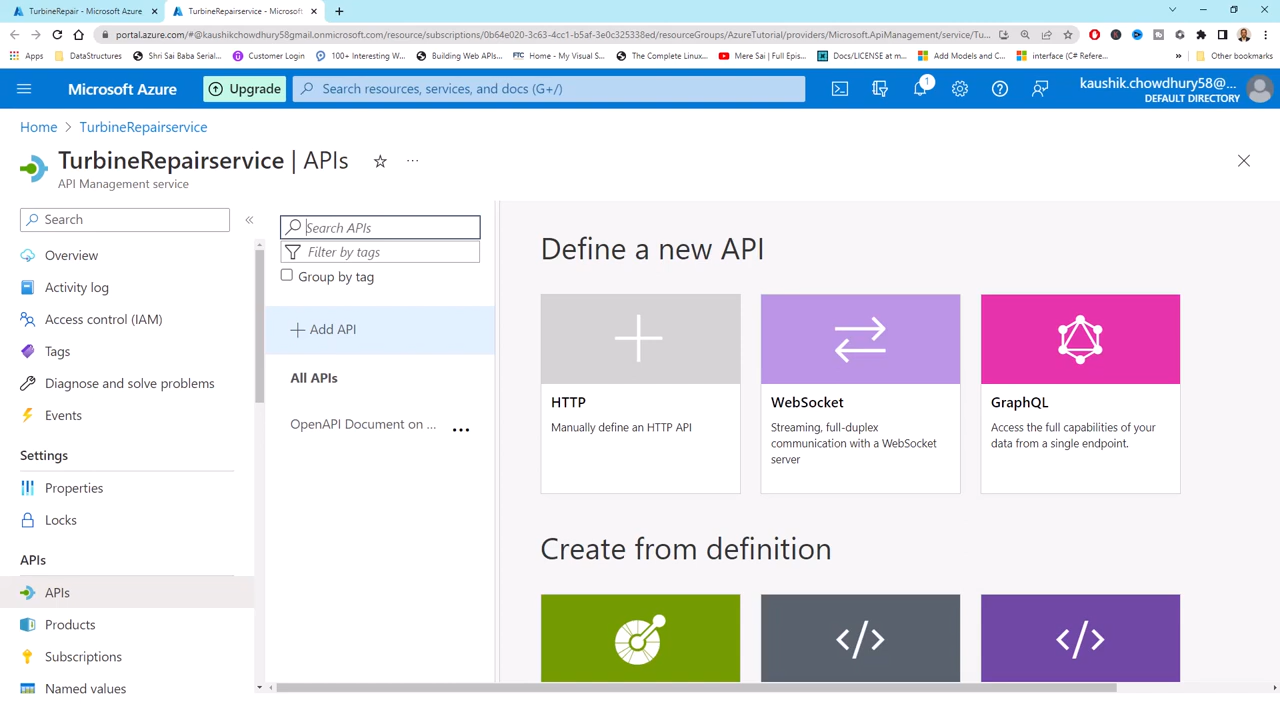 TurbineRepair - Microsoft Azure
TurbineRepairservice - Microsoft
portal.azure.com/#@kaushikchowdhury58gmail.onmicrosoft.com/resource/subscriptions/0b64e020-3c63-4cc1-b5af-3e0c325338ed/resourceGroups/AzureTutorial/providers/Microsoft.ApiManagement/service/Tu...
Apps
DataStructures
Shri Sai Baba Serial...
Customer Login
100+ Interesting W...
Building Web APIs...
FTC
Home - My Visual S...
The Complete Linux...
Mere Sai | Full Epis...
Docs/LICENSE at m...
Add Models and C...
interface (C# Refere...
»
Other bookmarks
Microsoft Azure
Upgrade
Search resources, services, and docs (G+/)
1
kaushik.chowdhury58@...
DEFAULT DIRECTORY
Home > TurbineRepairservice
TurbineRepairservice | APIs
API Management service
Search
«
Overview
Activity log
Access control (IAM)
Tags
Diagnose and solve problems
Events
Settings
Properties
Locks
APIs
APIs
Products
Subscriptions
Named values
Search APIs
Filter by tags
Group by tag
+ Add API
All APIs
OpenAPI Document on ...
Define a new API
HTTP
Manually define an HTTP API
WebSocket
Streaming, full-duplex
communication with a WebSocket
server
GraphQL
Access the full capabilities of your
data from a single endpoint.
Create from definition